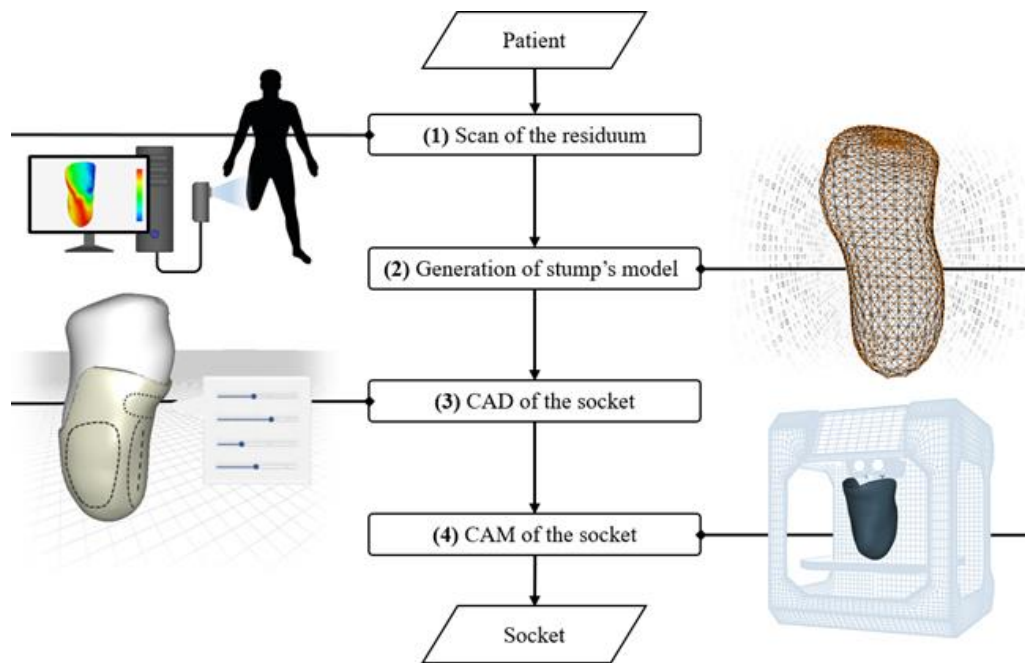 Patient
(1) Scan of the residuum
(2) Generation of stump's model
(3) CAD of the socket
(4) CAM of the socket
Socket